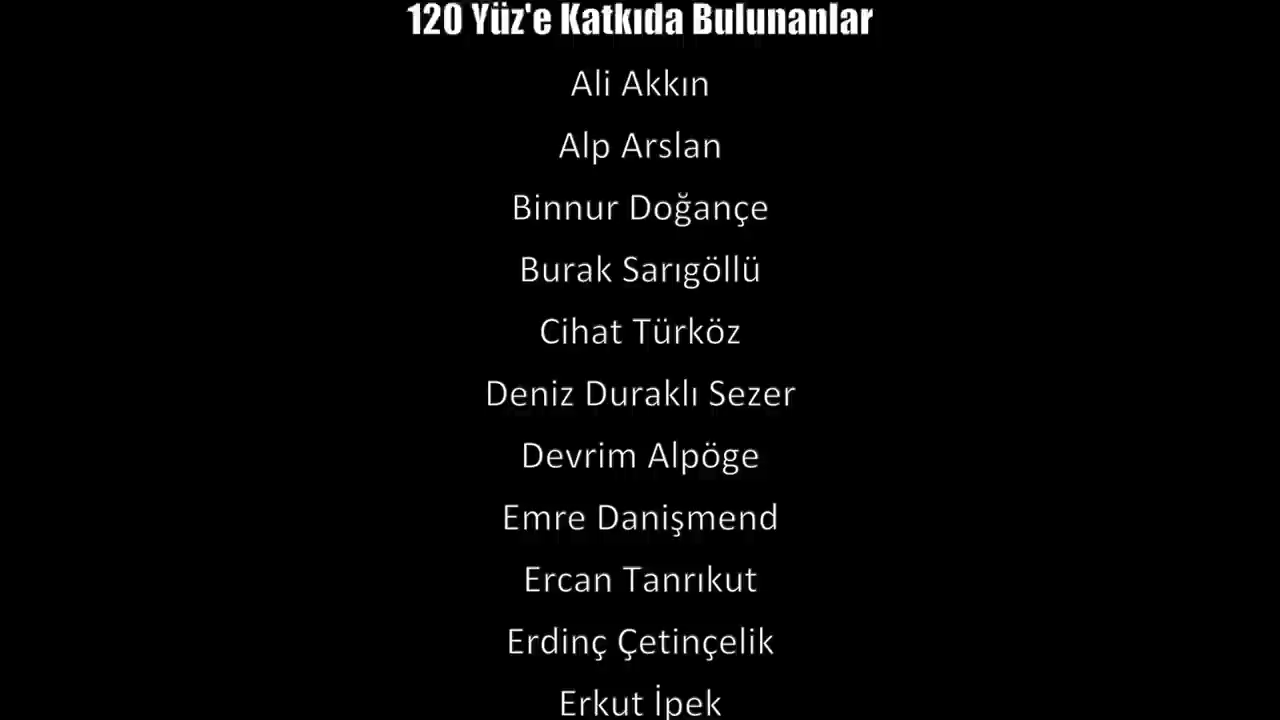 120 Yüz'e Katkıda Bulunanlar
Ali Akkın
Alp Arslan
Binnur Doğançe
Burak Sarıgöllü
Cihat Türköz
Deniz Duraklı Sezer
Devrim Alpöge
Emre Danişmend
Ercan Tanrıkut
Erdinç Çetinçelik
Erkut İpek